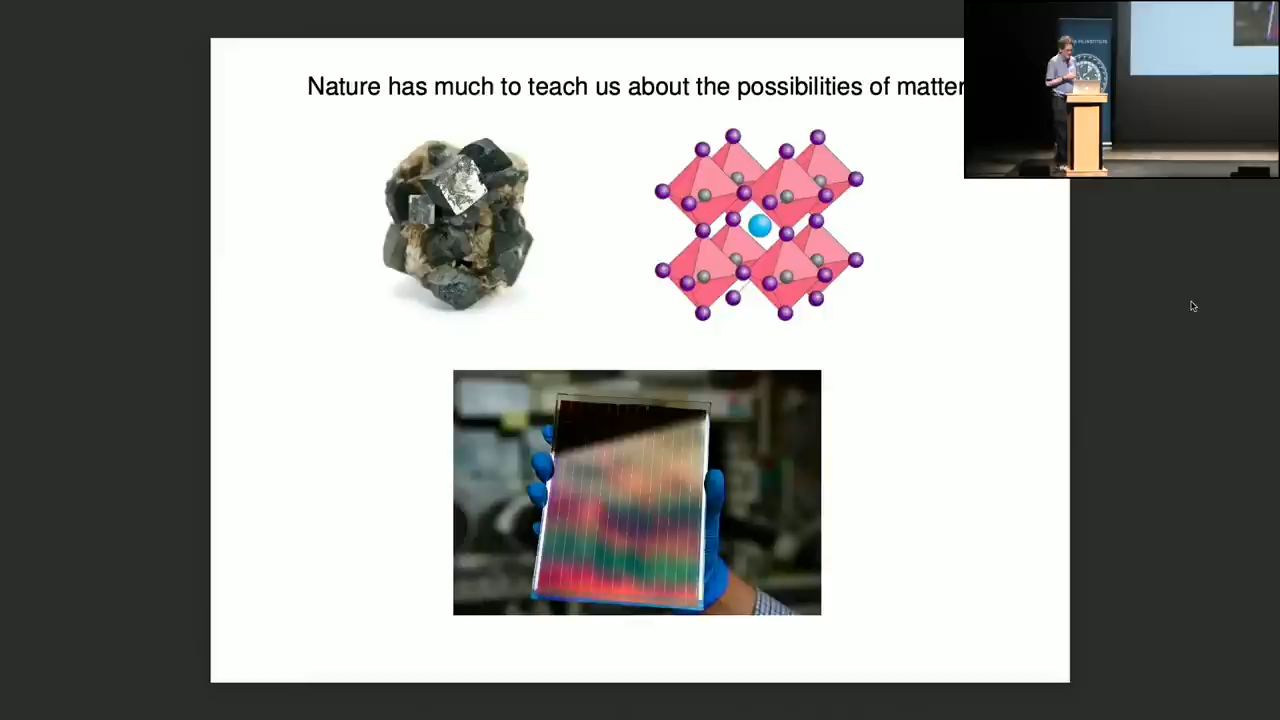 Nature has much to teach us about the possibilities of matter